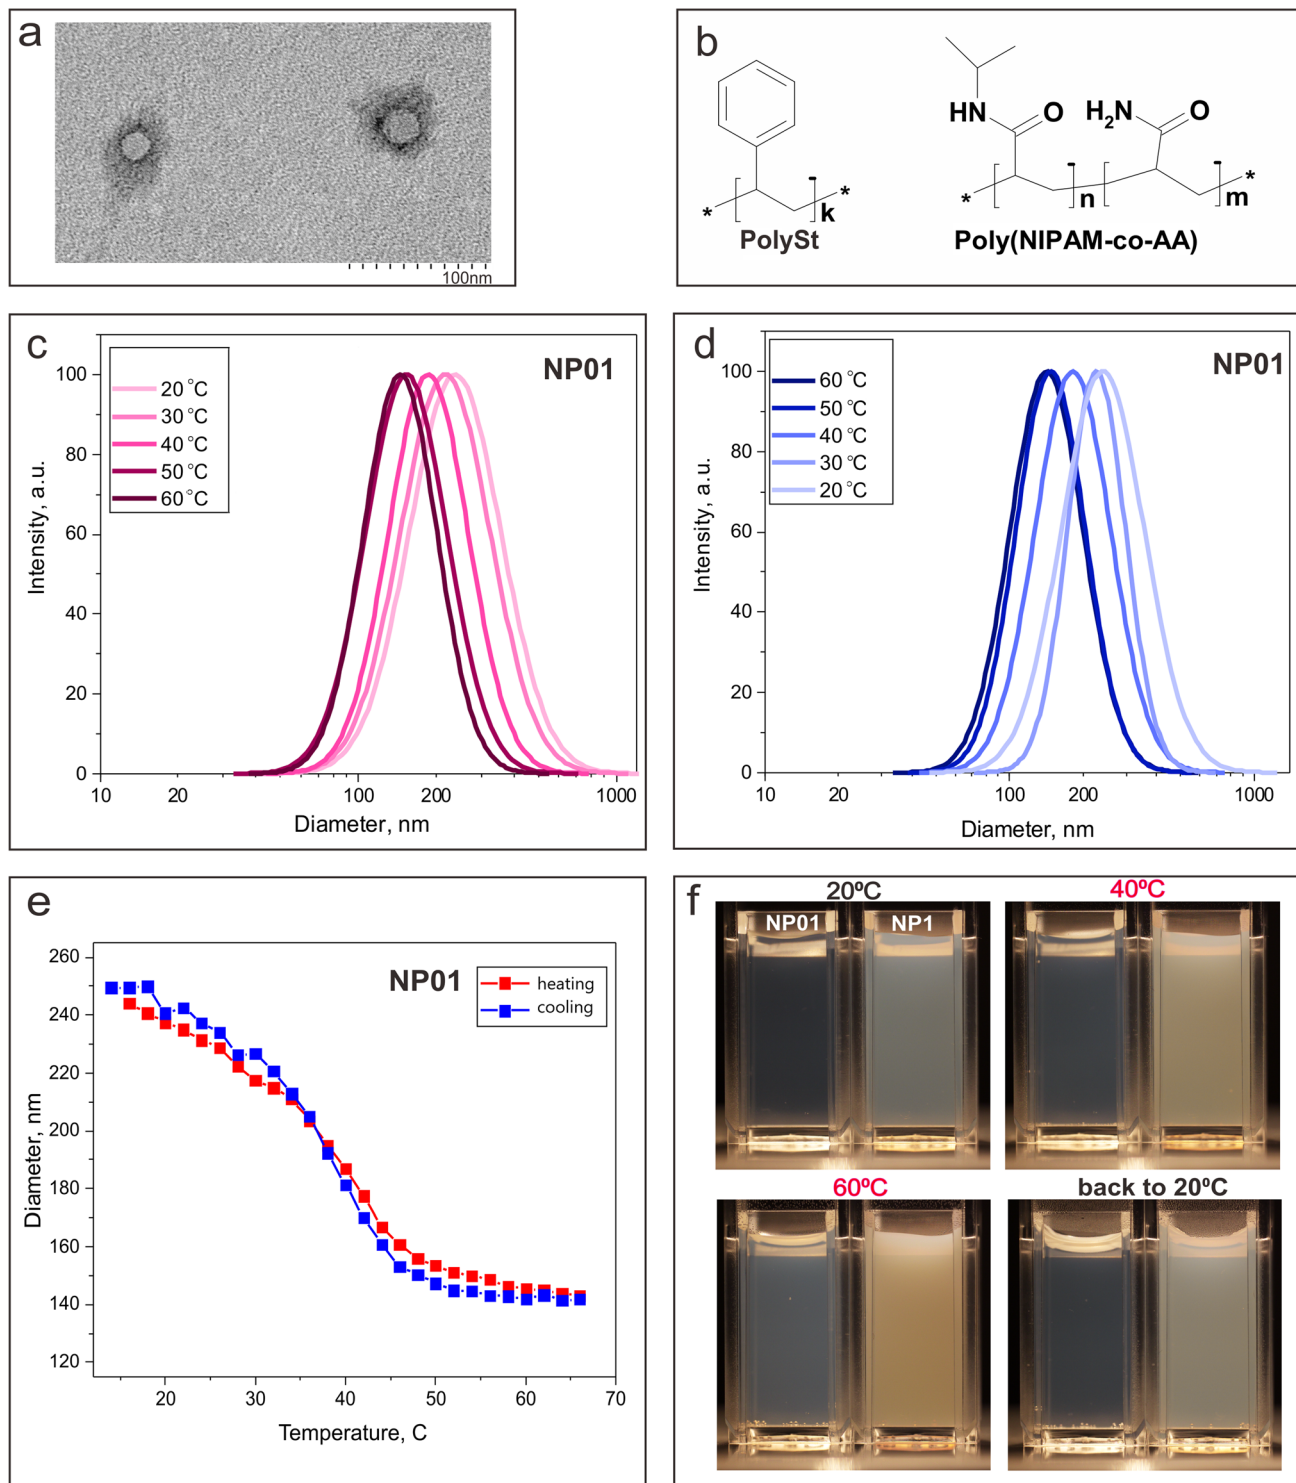 a
100nm
b
HN
O
H₂N
O
*
*
k
*
n
m
*
PolySt
Poly(NIPAM-co-AA)
c
NP01
20 °C
30 °C
40 °C
50 °C
60 °C
Intensity, a.u.
100
80
60
40
20
0
10 20 100 200 1000
Diameter, nm
d
NP01
60 °C
50 °C
40 °C
30 °C
20 °C
Intensity, a.u.
100
80
60
40
20
0
10 20 100 200 1000
Diameter, nm
e
NP01
heating
cooling
Diameter, nm
260
240
220
200
180
160
140
120
20 30 40 50 60 70
Temperature, C
f
20ºC
40ºC
NP01 NP1
60ºC
back to 20ºC